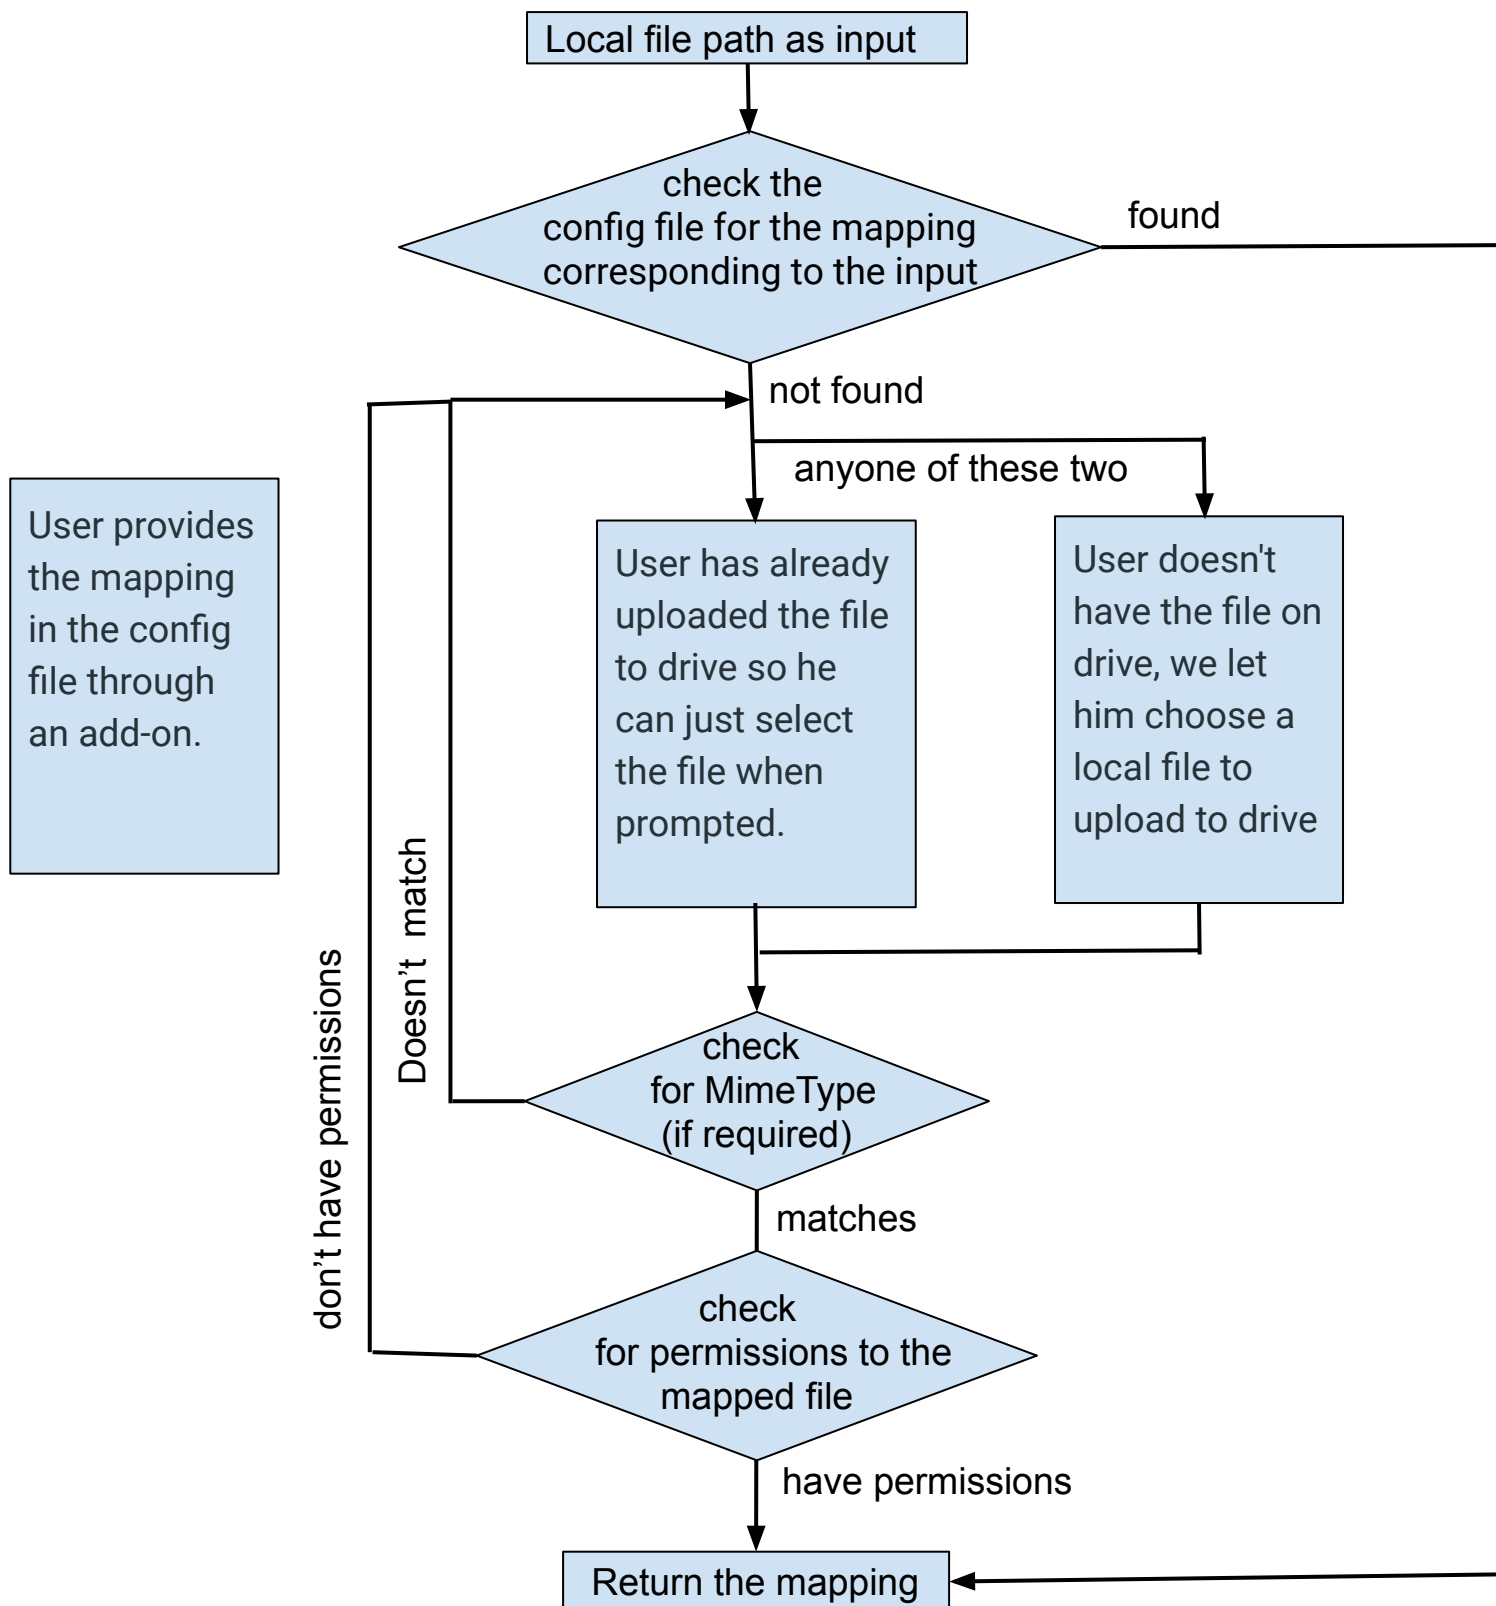 Local file path as input
check the
config file for the mapping
corresponding to the input
found
not found
anyone of these two
User provides
the mapping
in the config
file through
an add-on.
User has already
uploaded the file
to drive so he
can just select
the file when
prompted.
User doesn't
have the file on
drive, we let
him choose a
local file to
upload to drive
Doesn’t match
don’t have permissions
check
for MimeType
(if required)
matches
check
for permissions to the
mapped file
have permissions
Return the mapping